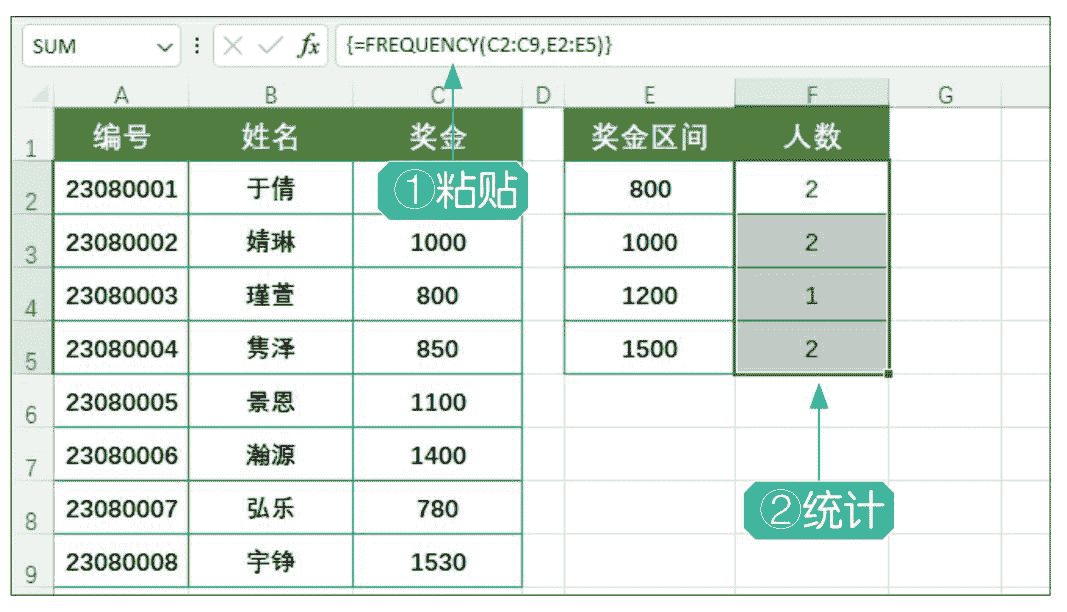 SUM fx {=FREQUENCY(C2:C9,E2:E5)}
A B C D E F G
1 编号 姓名 奖金 奖金区间 人数
2 23080001 于倩 ①粘贴 800 2
3 23080002 婧琳 1000 1000 2
4 23080003 瑾萱 800 1200 1
5 23080004 隽泽 850 1500 2
6 23080005 景恩 1100
7 23080006 瀚源 1400
8 23080007 弘乐 780 ②统计
9 23080008 宇铮 1530